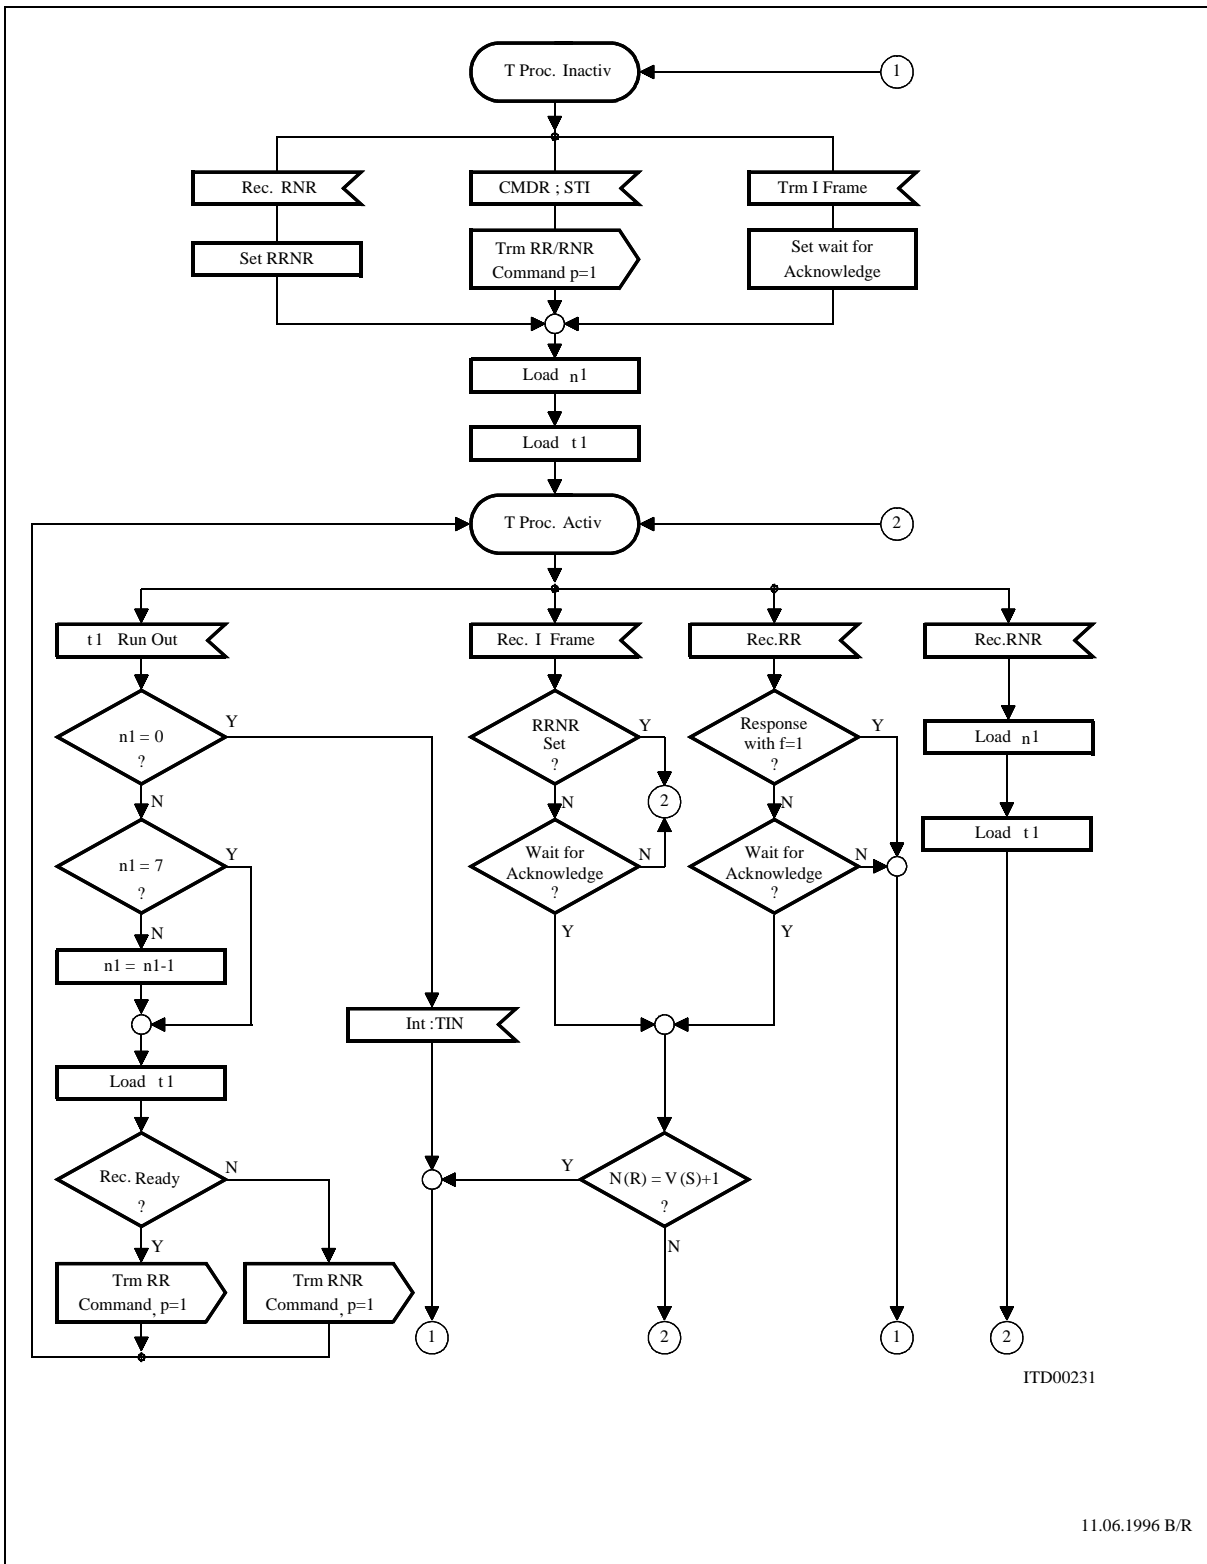 T Proc. Inactiv
1
Rec. RNR
CMDR ; STI
Trm I Frame
Set RRNR
Trm RR/RNR
Command p=1
Set wait for
Acknowledge
Load n1
Load t1
T Proc. Activ
2
t1 Run Out
Rec. I Frame
Rec.RR
Rec.RNR
n1 = 0
?
Y
N
RRNR
Set
?
Y
N
2
Response
with f=1
?
Y
N
Load n1
n1 = 7
?
Y
N
Wait for
Acknowledge
?
N
Y
Wait for
Acknowledge
?
N
Y
Load t1
n1 = n1-1
Int :TIN
Load t1
Rec. Ready
?
N
Y
N(R) = V(S)+1
?
Y
N
Trm RR
Command, p=1
Trm RNR
Command, p=1
1
2
1
2
ITD00231
11.06.1996 B/R